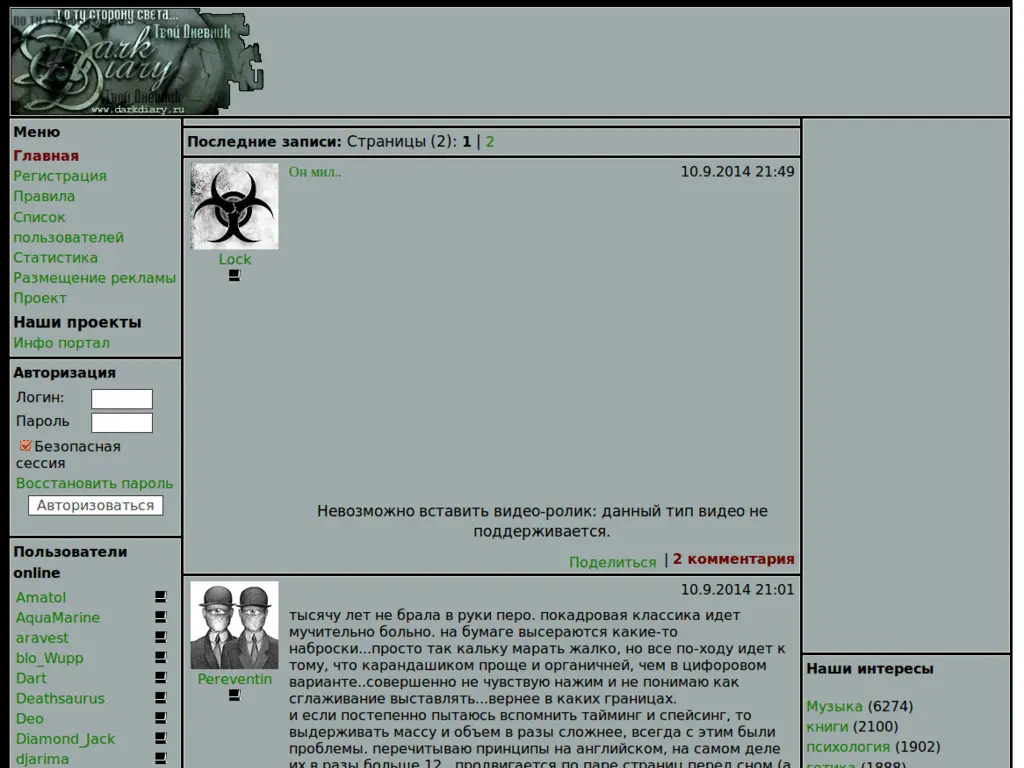 по ту сторону света...
Твой Дневник
Dark
Diary
Твой Дневник
www.darkdiary.ru
Меню
Главная
Регистрация
Правила
Список
пользователей
Статистика
Размещение рекламы
Проект
Наши проекты
Инфо портал
Авторизация
Логин:
Пароль
Безопасная
сессия
Восстановить пароль
Авторизоваться
Пользователи
online
Amatol
AquaMarine
aravest
blo_Wupp
Dart
Deathsaurus
Deo
Diamond_Jack
djarima
Последние записи: Страницы (2): 1 | 2
Он мил..
10.9.2014 21:49
Lock
Невозможно вставить видео-ролик: данный тип видео не
поддерживается.
Поделиться | 2 комментария
10.9.2014 21:01
Pereventin
тысячу лет не брала в руки перо. покадровая классика идет
мучительно больно. на бумаге высераются какие-то
наброски...просто так кальку марать жалко, но все по-ходу идет к
тому, что карандашиком проще и органичней, чем в цифоровом
варианте..совершенно не чувствую нажим и не понимаю как
сглаживание выставлять...вернее в каких границах.
и если постепенно пытаюсь вспомнить тайминг и спейсинг, то
выдерживать массу и объем в разы сложнее, всегда с этим были
проблемы. перечитываю принципы на английском, на самом деле
их в разы больше 12...продвигается по паре страниц перед сном (а
Наши интересы
Музыка (6274)
книги (2100)
психология (1902)
готика (1888)